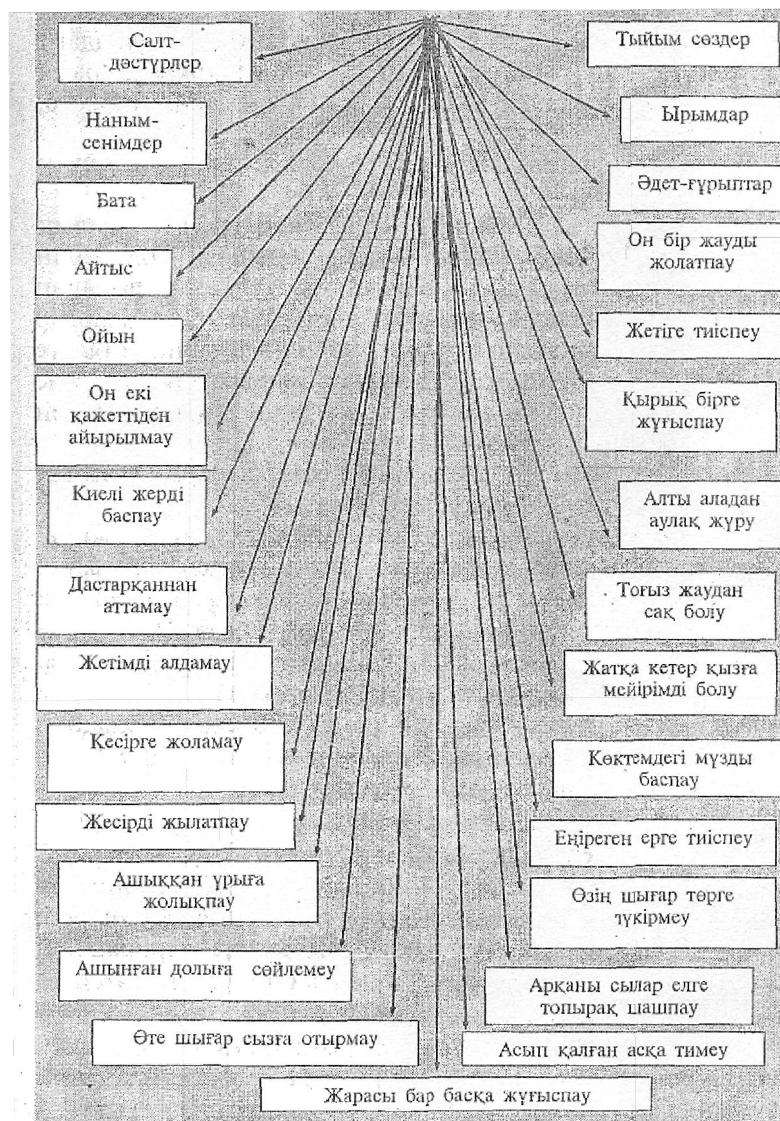 Салт-
дәстүрлер
Наным-
сенімдер
Бата
Айтыс
Ойын
Он екі
қажеттіден
айырылмау
Киелі жерді
баспау
Дастарқаннан
аттамау
Жетімді алдамау
Кесірге жоламау
Жесірді жылатпау
Ашыққан ұрыға
жолықпау
Ашынған долыға сөйлемеу
Өте шығар сызға отырмау
Жарасы бар басқа жұғыспау
Тыйым сөздер
Ырымдар
Әдет-ғұрыптар
Он бір жауды
жолатпау
Жетіге тиіспеу
Қырық бірге
жұғыспау
Алты аладан
аулақ жүру
Тоғыз жаудан
сақ болу
Жатқа кетер қызға
мейірімді болу
Көктемдегі мұзды
баспау
Еңіреген ерге тиіспеу
Өзің шығар төрге
түкірмеу
Арқаны сылар елге
топырақ шашпау
Асып қалған асқа тимеу